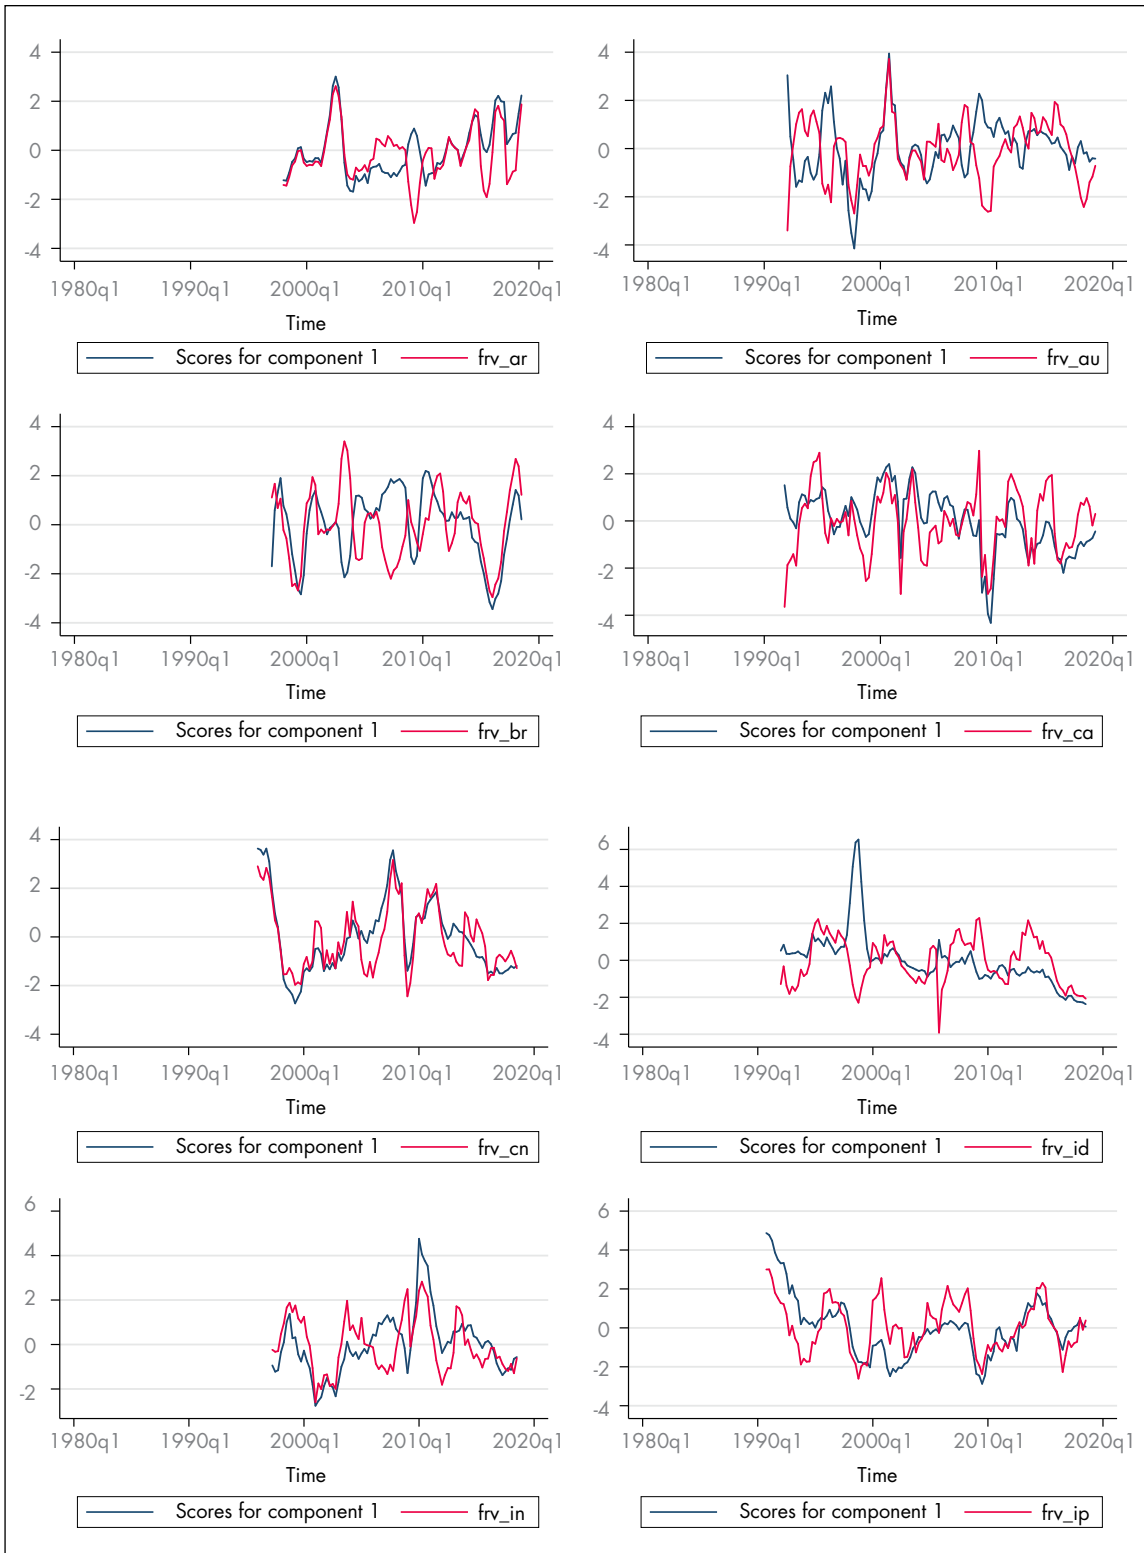 4
2
0
-2
-4
1980q1 1990q1 2000q1 2010q1 2020q1
Time
Scores for component 1 frv_ar
4
2
0
-2
-4
1980q1 1990q1 2000q1 2010q1 2020q1
Time
Scores for component 1 frv_au
4
2
0
-2
-4
1980q1 1990q1 2000q1 2010q1 2020q1
Time
Scores for component 1 frv_br
4
2
0
-2
-4
1980q1 1990q1 2000q1 2010q1 2020q1
Time
Scores for component 1 frv_ca
4
2
0
-2
-4
1980q1 1990q1 2000q1 2010q1 2020q1
Time
Scores for component 1 frv_cn
6
4
2
0
-2
-4
1980q1 1990q1 2000q1 2010q1 2020q1
Time
Scores for component 1 frv_id
6
4
2
0
-2
1980q1 1990q1 2000q1 2010q1 2020q1
Time
Scores for component 1 frv_in
6
4
2
0
-2
-4
1980q1 1990q1 2000q1 2010q1 2020q1
Time
Scores for component 1 frv_ip